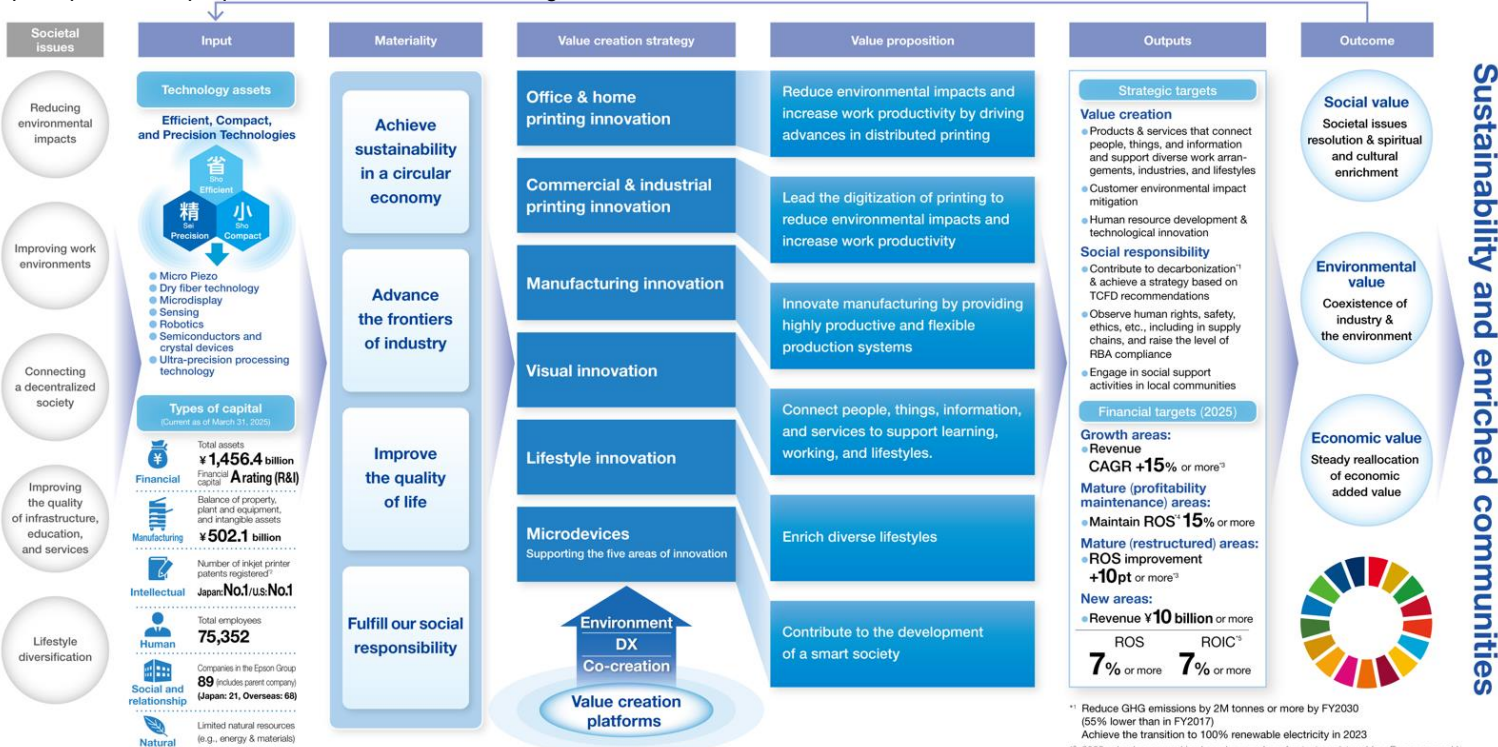 Societal
issues
Input
Materiality
Value creation strategy
Value proposition
Outputs
Outcome
Reducing
environmental
impacts
Improving work
environments
Connecting
a decentralized
society
Improving
the quality
of infrastructure,
education,
and services
Lifestyle
diversification
Technology assets
Efficient, Compact,
and Precision Technologies
省
Sho
Efficient
精
Sei
Precision
小
Sho
Compact
Micro Piezo
Dry fiber technology
Microdisplay
Sensing
Robotics
Semiconductors and
crystal devices
Ultra-precision processing
technology
Types of capital
(Current as of March 31, 2025)
Financial
Total assets
¥1,456.4 billion
Financial
capital A rating (R&I)
Manufacturing
Balance of property,
plant and equipment,
and intangible assets
¥502.1 billion
Intellectual
Number of inkjet printer
patents registered*2
Japan:No.1/U.S:No.1
Human
Total employees
75,352
Social and
relationship
Companies in the Epson Group
89 (includes parent company)
(Japan: 21, Overseas: 68)
Natural
Limited natural resources
(e.g., energy & materials)
Achieve
sustainability
in a circular
economy
Advance
the frontiers
of industry
Improve
the quality
of life
Fulfill our social
responsibility
Office & home
printing innovation
Commercial & industrial
printing innovation
Manufacturing innovation
Visual innovation
Lifestyle innovation
Microdevices
Supporting the five areas of innovation
Environment
DX
Co-creation
Value creation
platforms
Reduce environmental impacts and
increase work productivity by driving
advances in distributed printing
Lead the digitization of printing to
reduce environmental impacts and
increase work productivity
Innovate manufacturing by providing
highly productive and flexible
production systems
Connect people, things, information,
and services to support learning,
working, and lifestyles.
Enrich diverse lifestyles
Contribute to the development
of a smart society
Strategic targets
Value creation
Products & services that connect
people, things, and information
and support diverse work arran-
gements, industries, and lifestyles
Customer environmental impact
mitigation
Human resource development &
technological innovation
Social responsibility
Contribute to decarbonization*1
& achieve a strategy based on
TCFD recommendations
Observe human rights, safety,
ethics, etc., including in supply
chains, and raise the level of
RBA compliance
Engage in social support
activities in local communities
Financial targets (2025)
Growth areas:
Revenue
CAGR +15% or more*3
Mature (profitability
maintenance) areas:
Maintain ROS*4 15% or more
Mature (restructured) areas:
ROS improvement
+10pt or more*3
New areas:
Revenue ¥10 billion or more
ROS
7% or more
ROIC*5
7% or more
*1 Reduce GHG emissions by 2M tonnes or more by FY2030
(55% lower than in FY2017)
Achieve the transition to 100% renewable electricity in 2023
Social value
Societal issues
resolution & spiritual
and cultural
enrichment
Environmental
value
Coexistence of
industry &
the environment
Economic value
Steady reallocation
of economic
added value
Sustainability and enriched communities